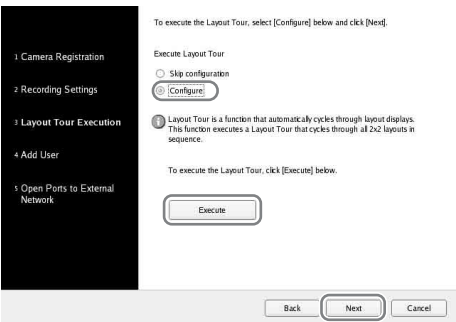 To execute the Layout Tour, select [Configure] below and click [Next].
1 Camera Registration
2 Recording Settings
3 Layout Tour Execution
4 Add User
5 Open Ports to External
Network
Execute Layout Tour
Skip configuration
Configure
Layout Tour is a function that automatically cycles through layout displays.
This function executes a Layout Tour that cycles through all 2x2 layouts in
sequence.
To execute the Layout Tour, click [Execute] below.
Execute
Back
Next
Cancel